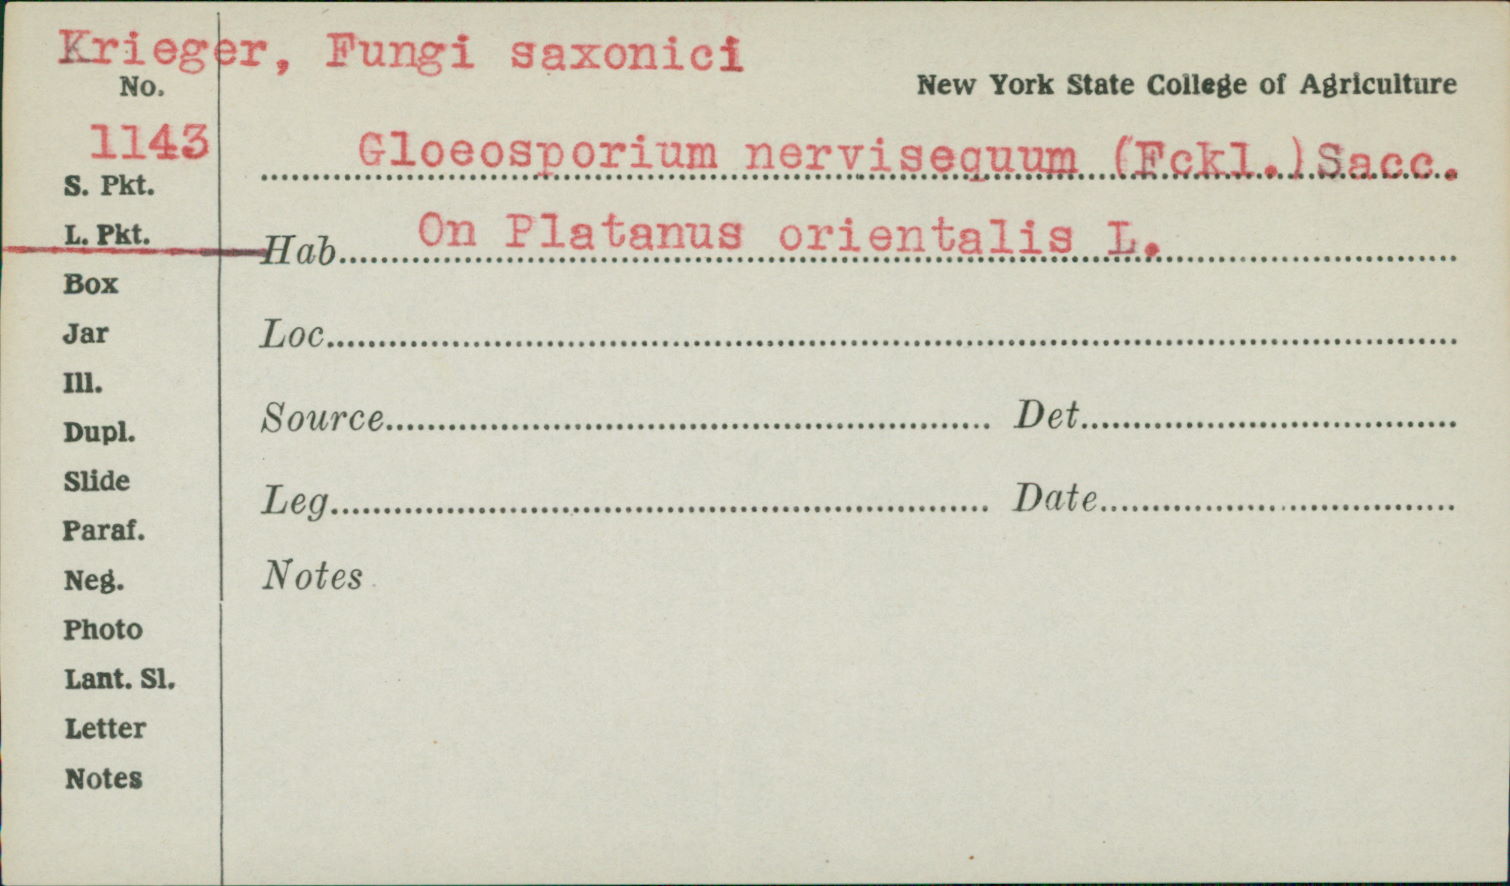 Krieger, Fungi saxonici
No.
New York State College of Agriculture
1143
Gloeosporium nervisequum (Fckl.)Sacc.
S. Pkt.
L. Pkt.
Hab. On Platanus orientalis L.
Box
Jar
Loc.
Ill.
Dupl.
Source Det.
Slide
Leg. Date
Paraf.
Neg.
Notes
Photo
Lant. Sl.
Letter
Notes